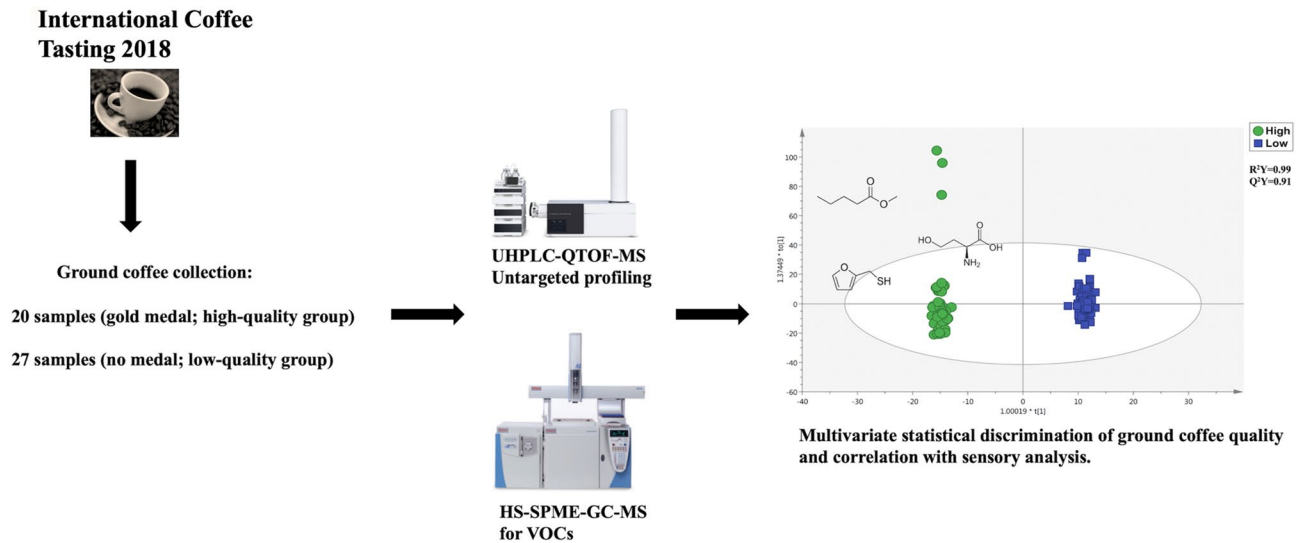 International Coffee
Tasting 2018
Ground coffee collection:
20 samples (gold medal; high-quality group)
27 samples (no medal; low-quality group)
UHPLC-QTOF-MS
Untargeted profiling
HS-SPME-GC-MS
for VOCs
High
Low
R²Y=0.99
Q²Y=0.91
1.37449 * to[1]
100
80
60
40
20
0
-20
-40
-60
-40
-30
-20
-10
0
10
20
30
1.00019 * t[1]
O
O
HO
O
OH
NH₂
O
SH
Multivariate statistical discrimination of ground coffee quality
and correlation with sensory analysis.